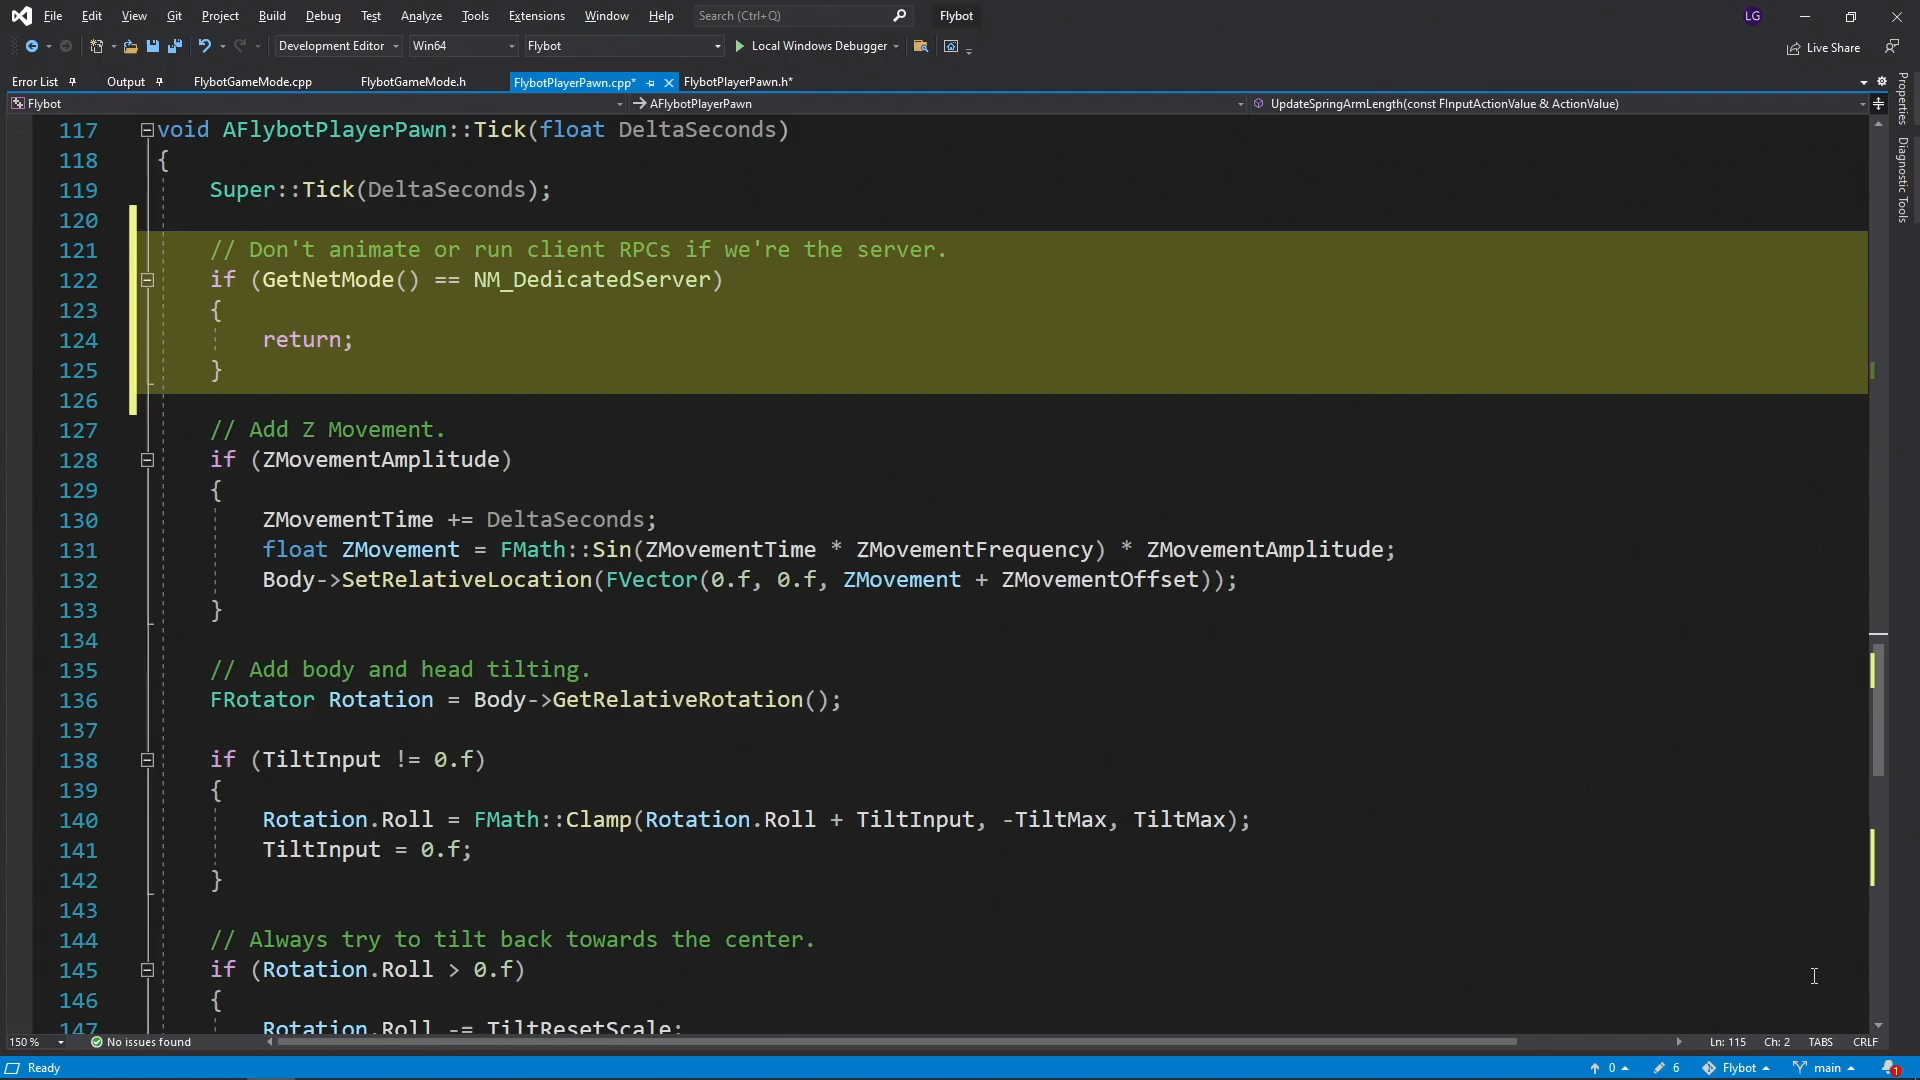 File Edit View Git Project Build Debug Test Analyze Tools Extensions Window Help Search (Ctrl+Q) Flybot LG
Development Editor Win64 Flybot Local Windows Debugger Live Share
Error List Output FlybotGameMode.cpp FlybotGameMode.h FlybotPlayerPawn.cpp* FlybotPlayerPawn.h*
Flybot AFlybotPlayerPawn UpdateSpringArmLength(const FInputActionValue & ActionValue)
117 void AFlybotPlayerPawn::Tick(float DeltaSeconds)
118 {
119 Super::Tick(DeltaSeconds);
120
121 // Don't animate or run client RPCs if we're the server.
122 if (GetNetMode() == NM_DedicatedServer)
123 {
124 return;
125 }
126
127 // Add Z Movement.
128 if (ZMovementAmplitude)
129 {
130 ZMovementTime += DeltaSeconds;
131 float ZMovement = FMath::Sin(ZMovementTime * ZMovementFrequency) * ZMovementAmplitude;
132 Body->SetRelativeLocation(FVector(0.f, 0.f, ZMovement + ZMovementOffset));
133 }
134
135 // Add body and head tilting.
136 FRotator Rotation = Body->GetRelativeRotation();
137
138 if (TiltInput != 0.f)
139 {
140 Rotation.Roll = FMath::Clamp(Rotation.Roll + TiltInput, -TiltMax, TiltMax);
141 TiltInput = 0.f;
142 }
143
144 // Always try to tilt back towards the center.
145 if (Rotation.Roll > 0.f)
146 {
147 Rotation.Roll -= TiltResetScale;
150 % No issues found Ln: 115 Ch: 2 TABS CRLF
Ready 0 6 Flybot main 1
Properties
Diagnostic Tools